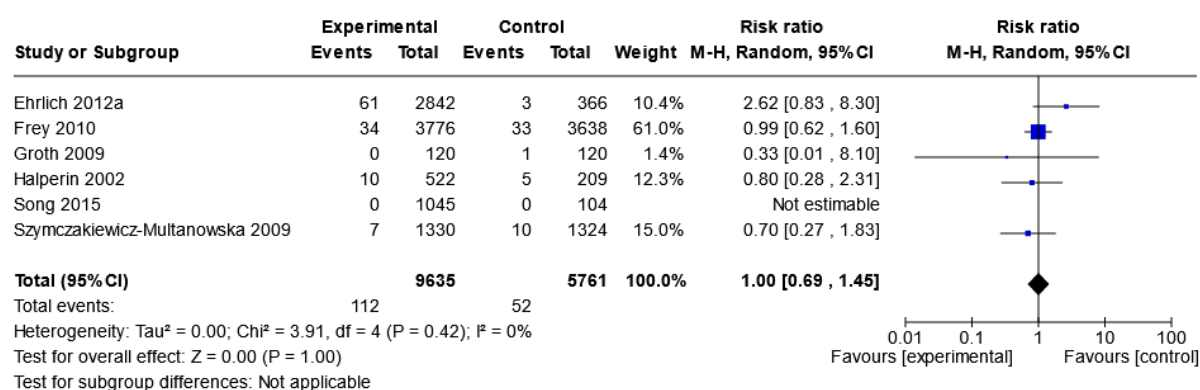 Experimental Control Risk ratio Risk ratio
Study or Subgroup Events Total Events Total Weight M-H, Random, 95% CI M-H, Random, 95% CI
Ehrlich 2012a 61 2842 3 366 10.4% 2.62 [0.83 , 8.30]
Frey 2010 34 3776 33 3638 61.0% 0.99 [0.62 , 1.60]
Groth 2009 0 120 1 120 1.4% 0.33 [0.01 , 8.10]
Halperin 2002 10 522 5 209 12.3% 0.80 [0.28 , 2.31]
Song 2015 0 1045 0 104 Not estimable
Szymczakiewicz-Multanowska 2009 7 1330 10 1324 15.0% 0.70 [0.27 , 1.83]
Total (95% CI) 9635 5761 100.0% 1.00 [0.69 , 1.45]
Total events: 112 52
Heterogeneity: Tau² = 0.00; Chi² = 3.91, df = 4 (P = 0.42); I² = 0%
Test for overall effect: Z = 0.00 (P = 1.00)
Test for subgroup differences: Not applicable
0.01 0.1 1 10 100
Favours [experimental] Favours [control]